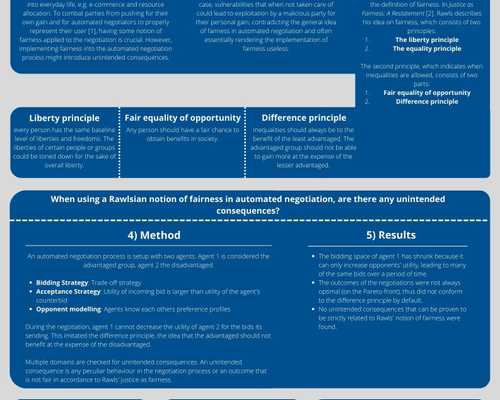 into everyday life, e.g. e-commerce and resource
allocation. To combat parties from pushing for their
own gain and for automated negotiators to properly
represent their user [1], having some notion of
fairness applied to the negotiation is crucial. However,
implementing fairness into the automated negotiation
process might introduce unintended consequences.
case, vulnerabilities that when not taken care of
could lead to exploitation by a malicious party for
their personal gain, contradicting the general idea
of fairness in automated negotiation and often
essentially rendering the implementation of
fairness useless.
the definition of fairness. In Justice as
Fairness, A Restatement [2], Rawls describes
his idea on fairness, which consists of two
principles:
1. The liberty principle
2. The equality principle
The second principle, which indicates when
inequalities are allowed, consists of two
parts:
1. Fair equality of opportunity
2. Difference principle
Liberty principle
every person has the same baseline
level of liberties and freedoms. The
liberties of certain people or groups
could be toned down for the sake of
overall liberty.
Fair equality of opportunity
Any person should have a fair chance to
obtain benefits in society.
Difference principle
Inequalities should always be to the
benefit of the least advantaged. The
advantaged group should not be able
to gain more at the expense of the
lesser advantaged.
When using a Rawlsian notion of fairness in automated negotiation, are there any unintended
consequences?
4) Method
An automated negotiation process is setup with two agents. Agent 1 is considered the
advantaged group, agent 2 the disadvantaged.
• Bidding Strategy: Trade-off strategy
• Acceptance Strategy: Utility of incoming bid is larger than utility of the agent's
counterbid
• Opponent modelling: Agents know each others preference profiles
During the negotiation, agent 1 cannot decrease the utility of agent 2 for the bids its
sending. This imitated the difference principle, the idea that the advantaged should not
benefit at the expense of the disadvantaged.
Multiple domains are checked for unintended consequences. An unintended
consequence is any peculiar behaviour in the negotiation process or an outcome that
is not fair in accordance to Rawls' justice as fairness.
5) Results
• The bidding space of agent 1 has shrunk because it
can only increase opponents' utility, leading to many
of the same bids over a period of time.
• The outcomes of the negotiations were not always
optimal (on the Pareto-front), thus did not conform
to the difference principle by default.
• No unintended consequences that can be proven to
be strictly related to Rawls' notion of fairness were
found.